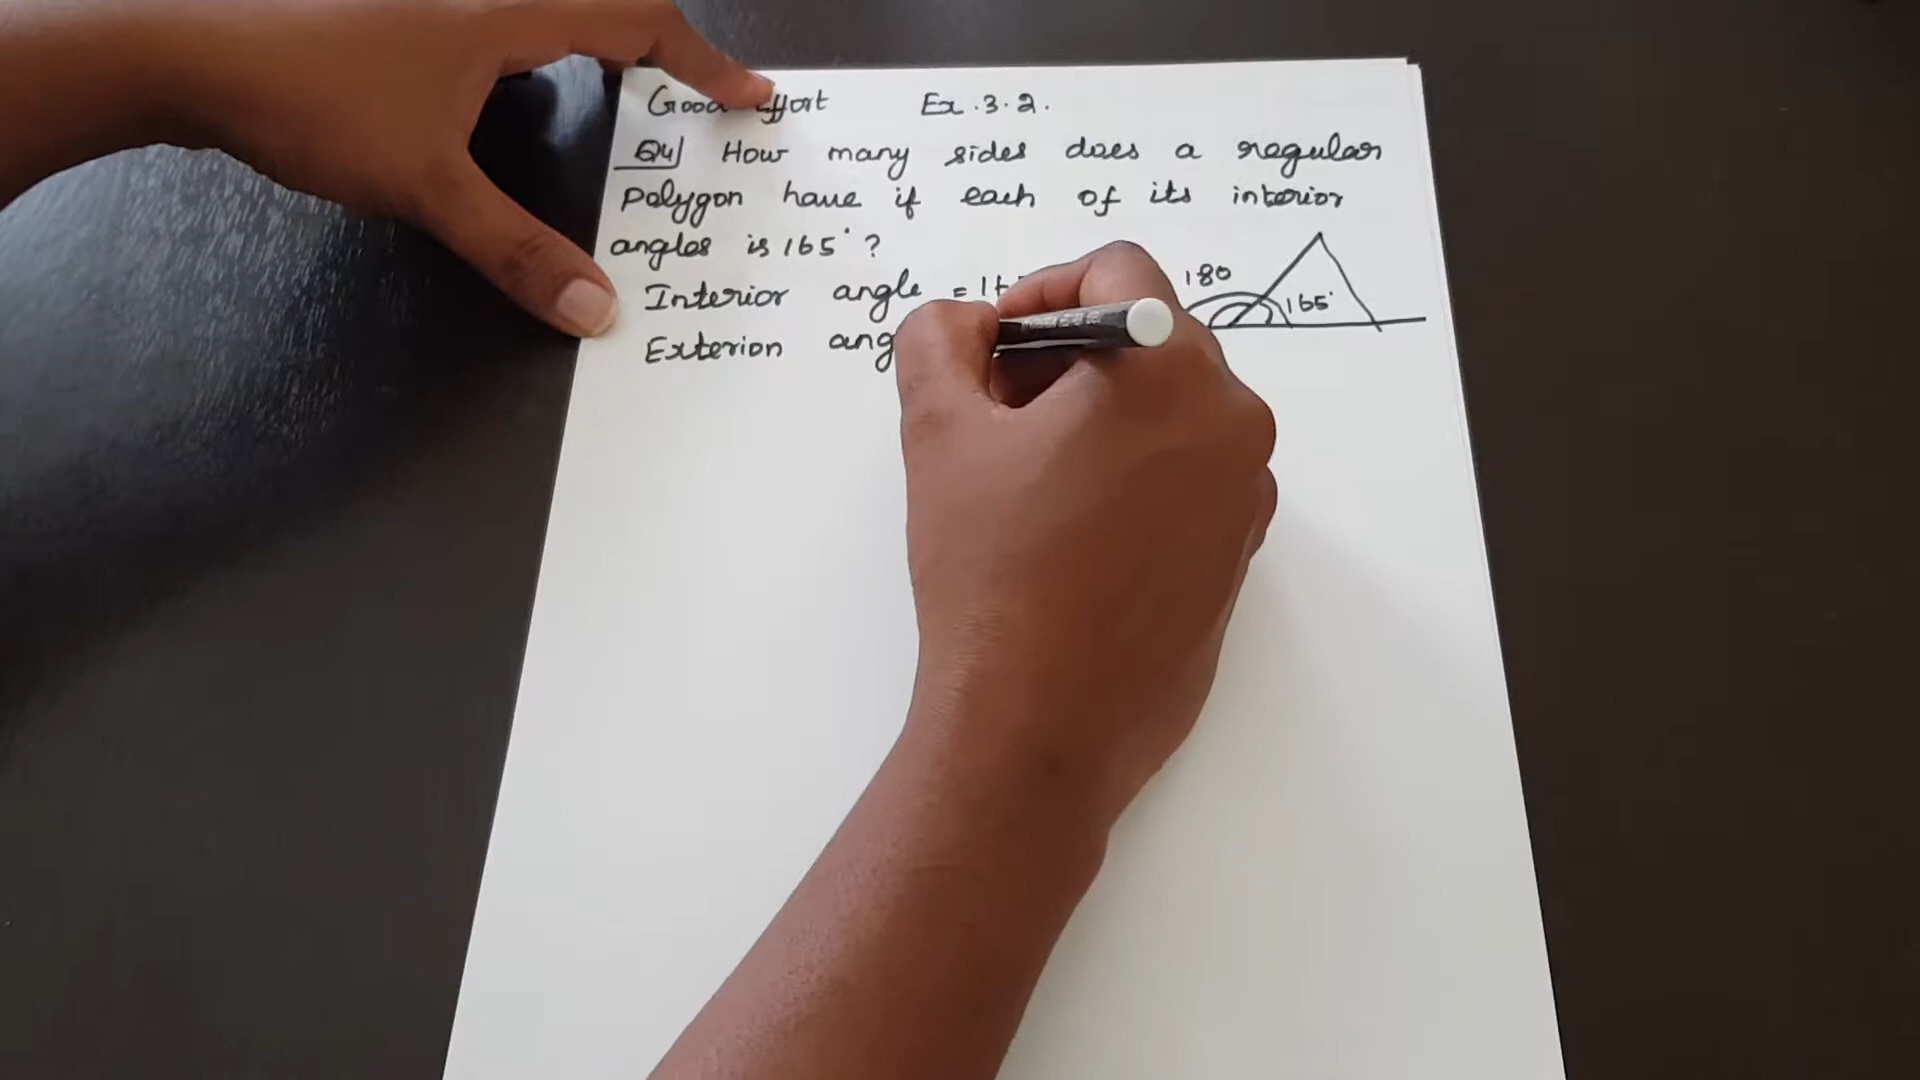 Good Effort Ex.3.2.
Q4) How many sides does a regular
polygon have if each of its interior
angles is 165° ?
Interior angle =
180
165°
Exterior